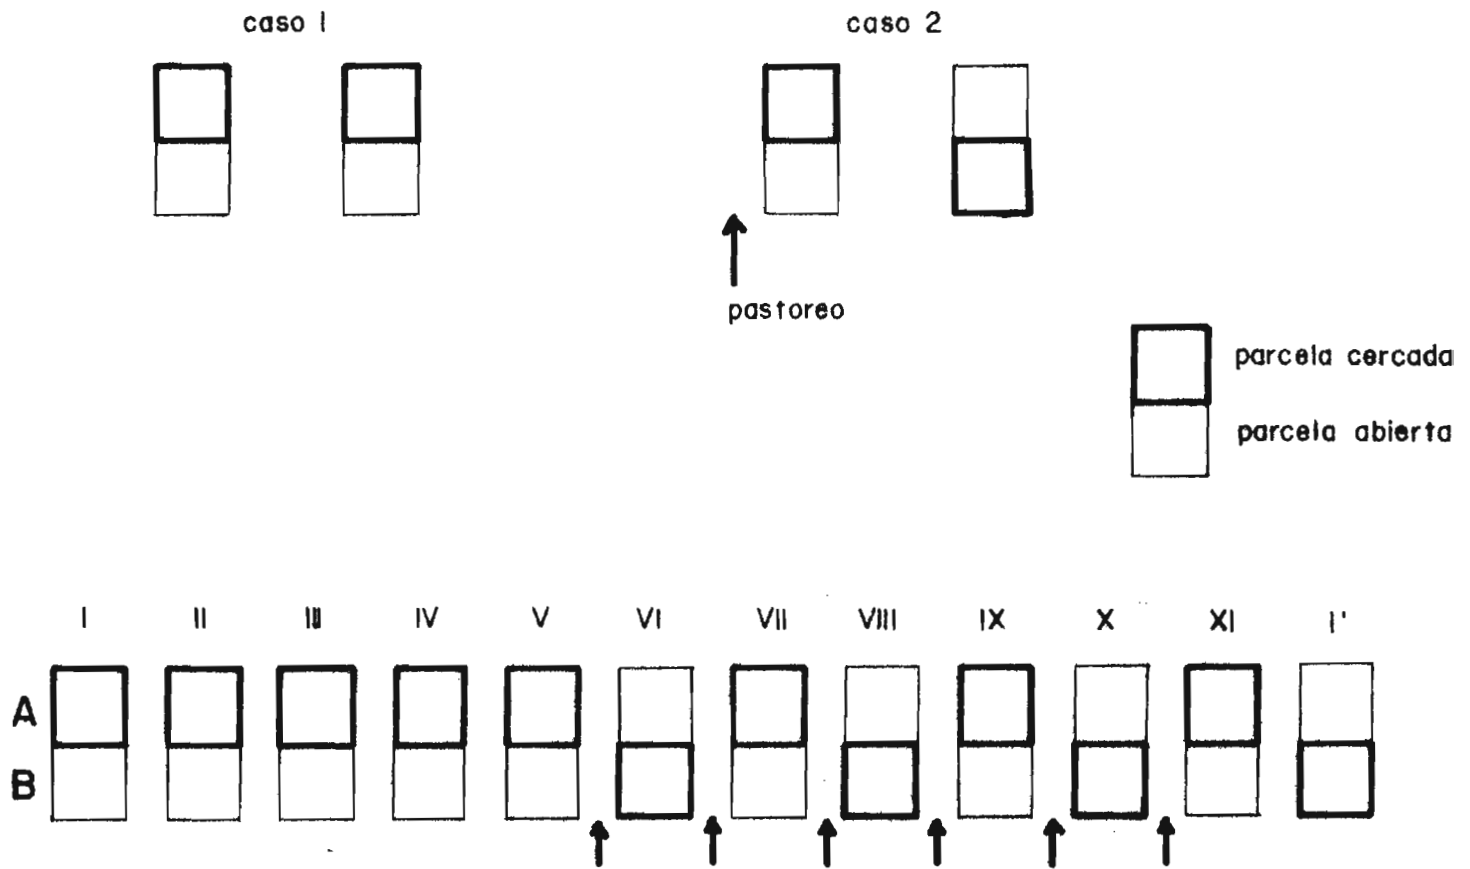 caso 1
caso 2
pastoreo
parcela cercada
parcela abierta
I II III IV V VI VII VIII IX X XI I'
A
B